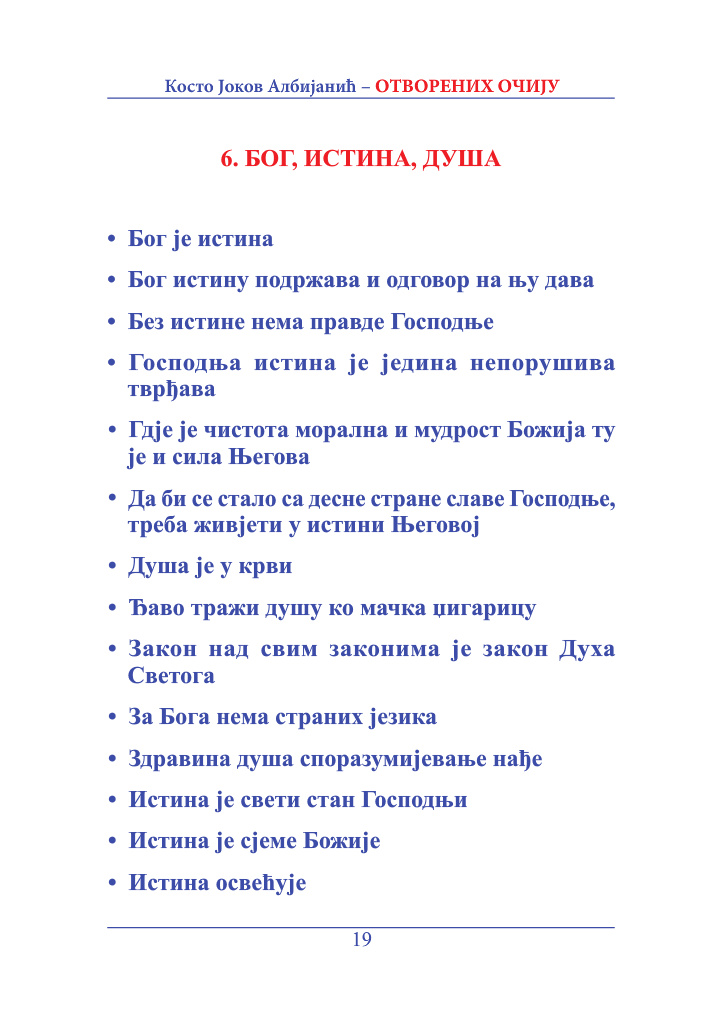 Косто Јоков Албијанић – ОТВОРЕНИХ ОЧИЈУ
6. БОГ, ИСТИНА, ДУША
• Бог је истина
• Бог истину подржава и одговор на њу дава
• Без истине нема правде Господње
• Господња истина је једина непорушива
тврђава
• Гдје је чистота морална и мудрост Божија ту
је и сила Његова
• Да би се стало са десне стране славе Господње,
треба живјети у истини Његовој
• Душа је у крви
• Ђаво тражи душу ко мачка џигарицу
• Закон над свим законима је закон Духа
Светога
• За Бога нема страних језика
• Здравина душа споразумијевање нађе
• Истина је свети стан Господњи
• Истина је сјеме Божије
• Истина освећује
19